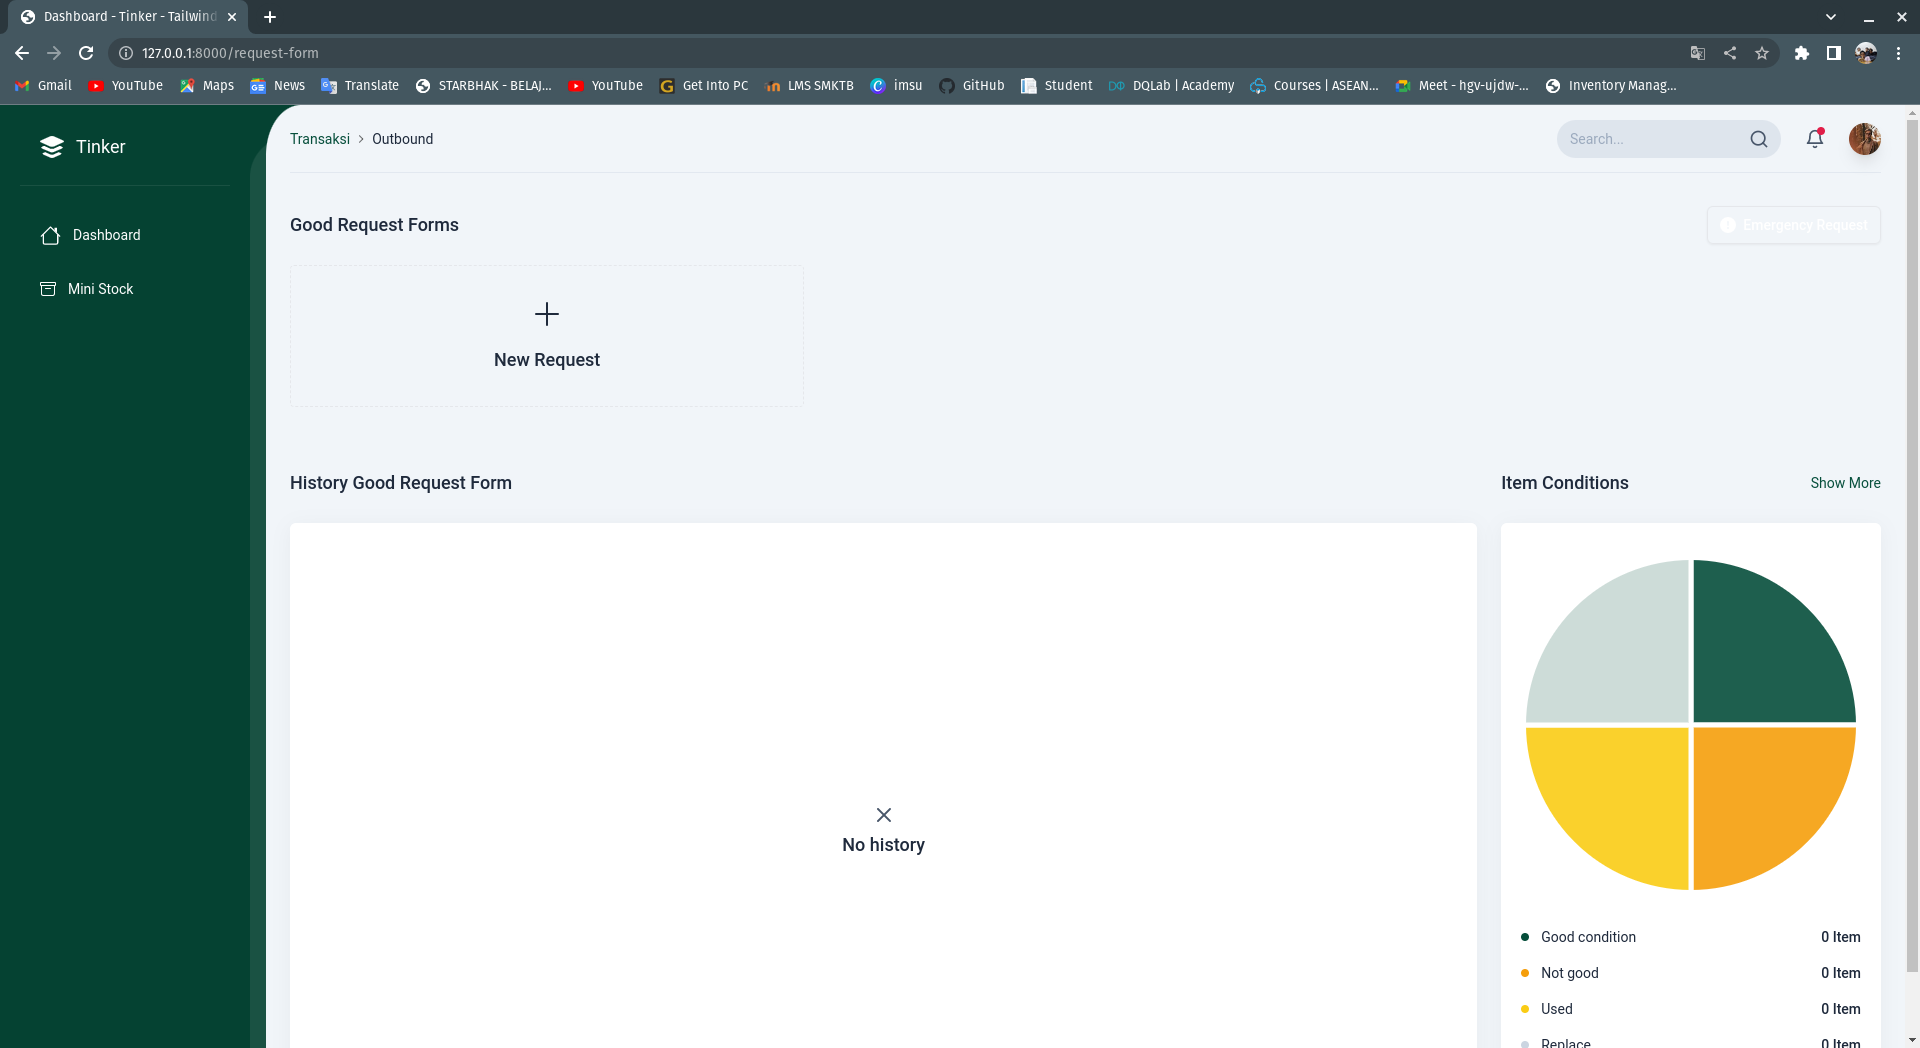 Dashboard - Tinker - Tailwind
127.0.0.1:8000/request-form
Gmail YouTube Maps News Translate STARBHAK - BELAJ... YouTube Get Into PC LMS SMKTB imsu GitHub Student DQLab | Academy Courses | ASEAN... Meet - hgv-ujdw-... Inventory Manag...
Tinker
Dashboard
Mini Stock
Transaksi > Outbound
Search...
Good Request Forms
Emergency Request
New Request
History Good Request Form
No history
Item Conditions
Show More
Good condition 0 Item
Not good 0 Item
Used 0 Item
Replace 0 Item